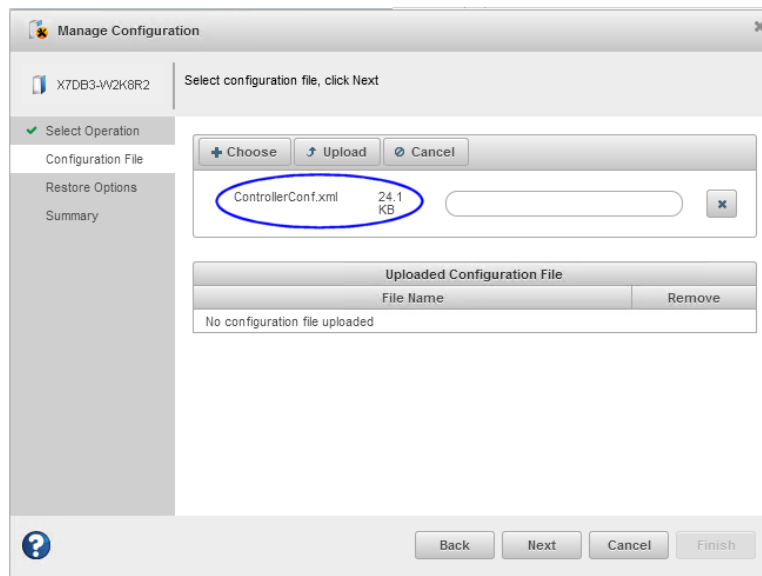 Manage Configuration
X7DB3-W2K8R2
Select configuration file, click Next
Select Operation
Configuration File
Restore Options
Summary
Choose
Upload
Cancel
ControllerConf.xml
24.1
KB
Uploaded Configuration File
File Name
Remove
No configuration file uploaded
?
Back
Next
Cancel
Finish